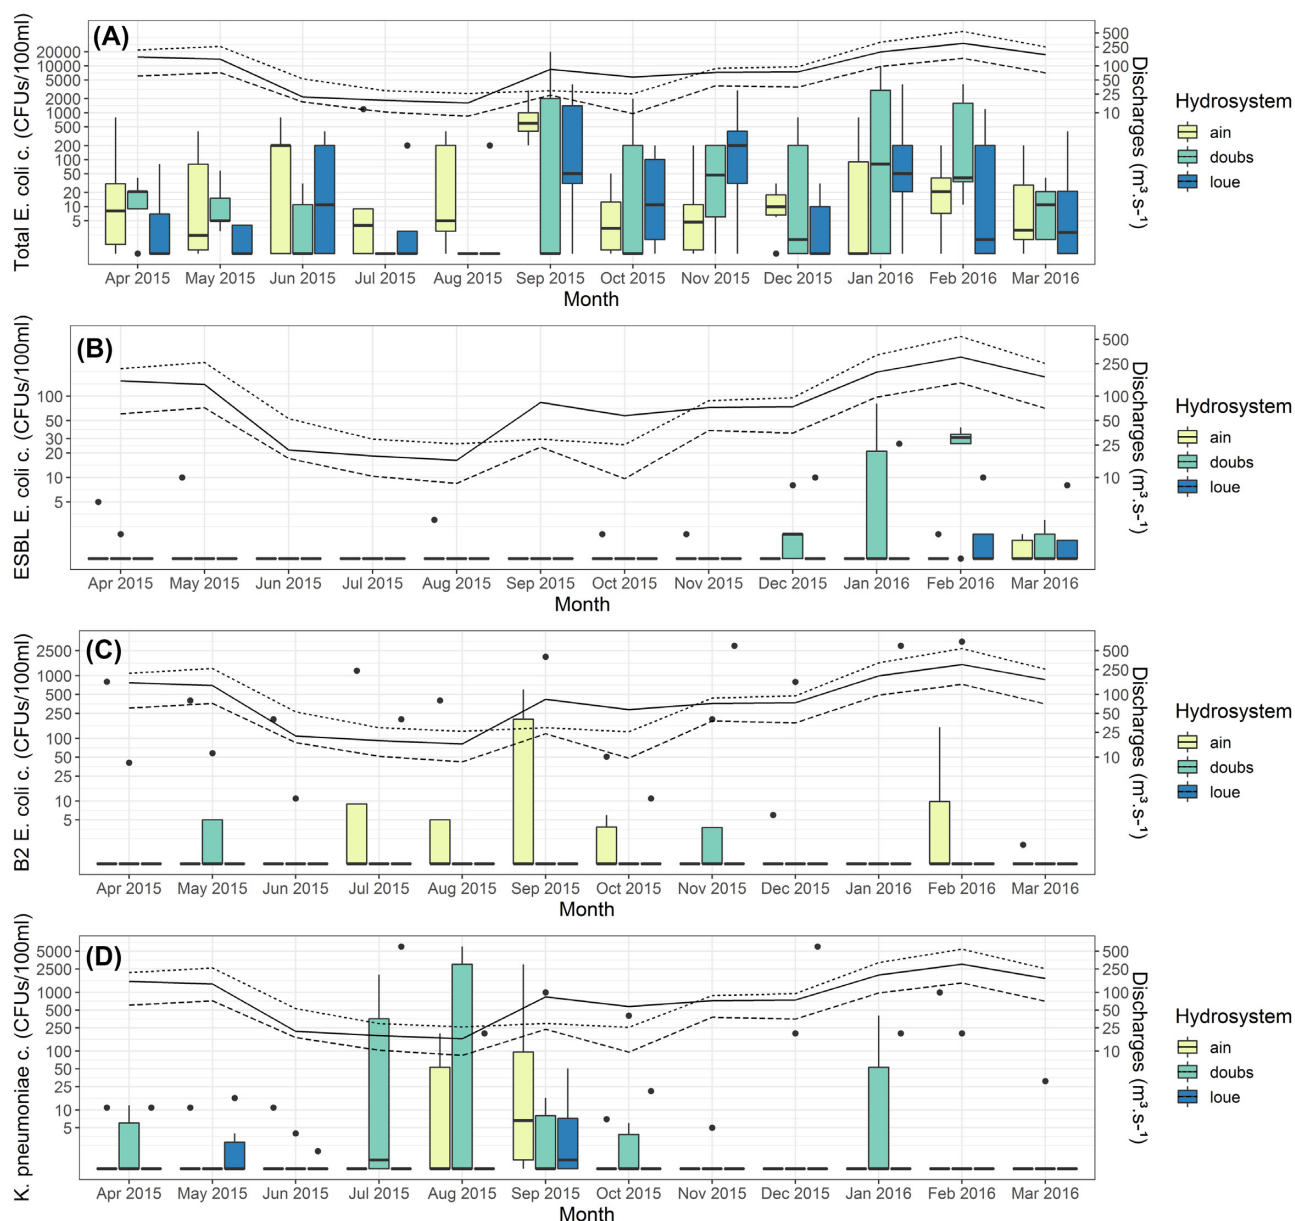 (A)
Total E. coli c. (CFUs/100ml)
20000
10000
5000
2000
1000
500
200
100
50
20
10
5
500
250
100
50
25
10
Discharges (m³.s-¹)
Apr 2015 May 2015 Jun 2015 Jul 2015 Aug 2015 Sep 2015 Oct 2015 Nov 2015 Dec 2015 Jan 2016 Feb 2016 Mar 2016
Month
Hydrosystem
ain
doubs
loue
(B)
ESBL E. coli c. (CFUs/100ml)
100
50
30
20
10
5
500
250
100
50
25
10
Discharges (m³.s-¹)
Apr 2015 May 2015 Jun 2015 Jul 2015 Aug 2015 Sep 2015 Oct 2015 Nov 2015 Dec 2015 Jan 2016 Feb 2016 Mar 2016
Month
Hydrosystem
ain
doubs
loue
(C)
B2 E. coli c. (CFUs/100ml)
2500
1000
500
250
100
50
25
10
5
500
250
100
50
25
10
Discharges (m³.s-¹)
Apr 2015 May 2015 Jun 2015 Jul 2015 Aug 2015 Sep 2015 Oct 2015 Nov 2015 Dec 2015 Jan 2016 Feb 2016 Mar 2016
Month
Hydrosystem
ain
doubs
loue
(D)
K. pneumoniae c. (CFUs/100ml)
5000
2500
1000
500
250
100
50
25
10
5
500
250
100
50
25
10
Discharges (m³.s-¹)
Apr 2015 May 2015 Jun 2015 Jul 2015 Aug 2015 Sep 2015 Oct 2015 Nov 2015 Dec 2015 Jan 2016 Feb 2016 Mar 2016
Month
Hydrosystem
ain
doubs
loue